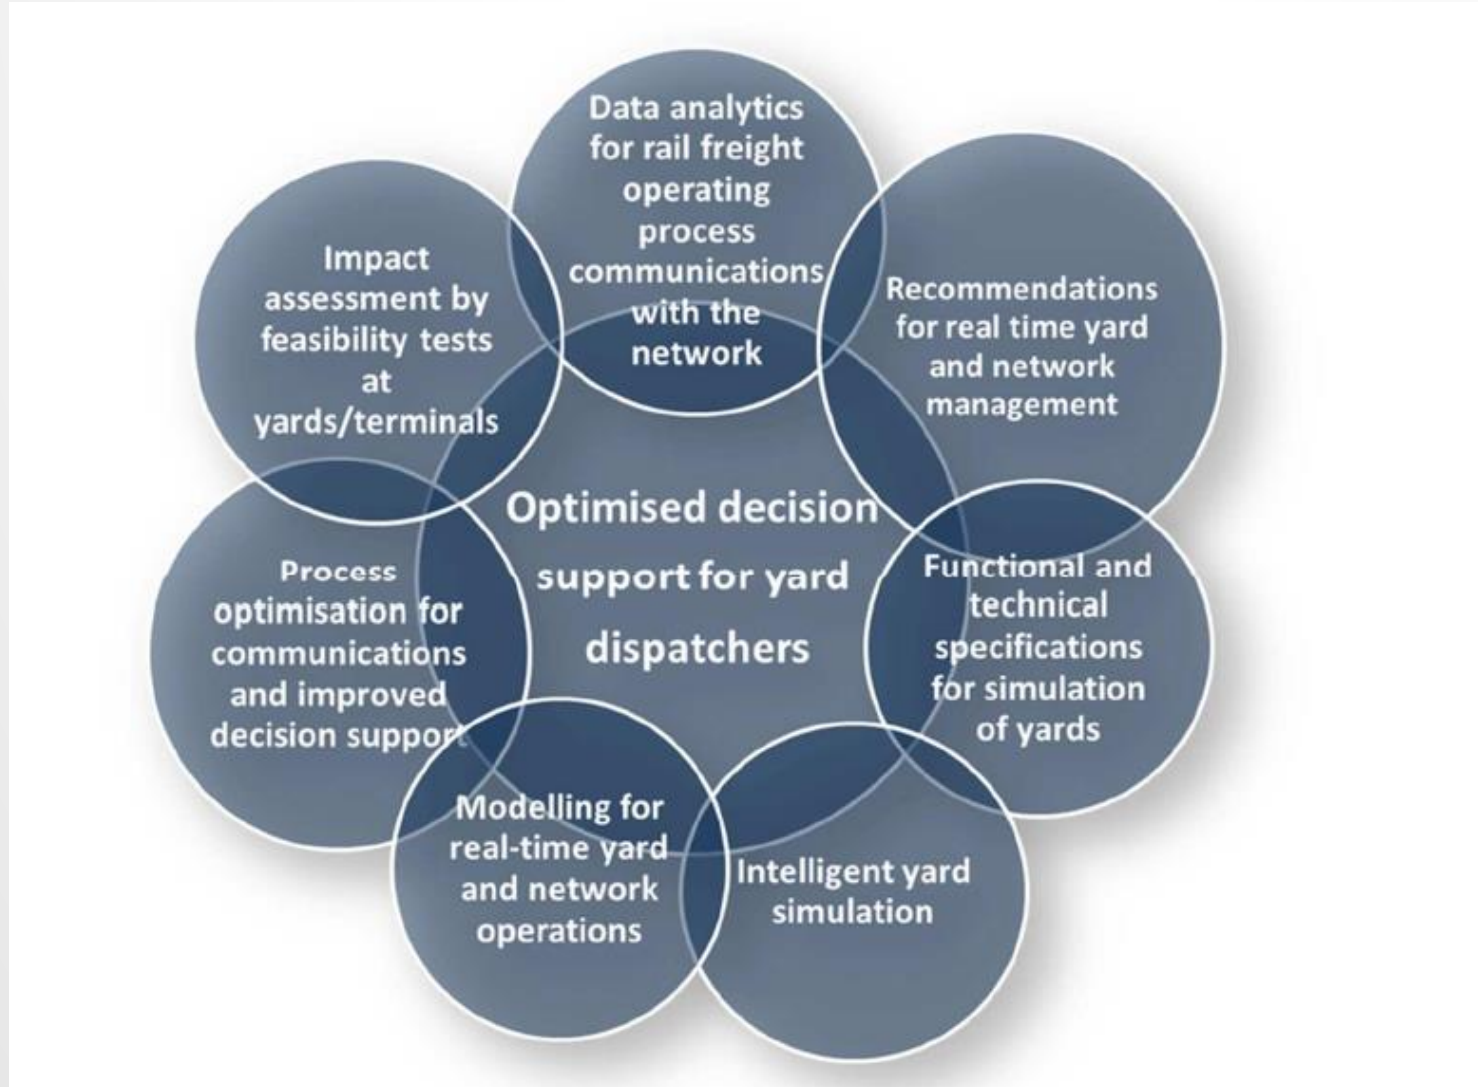 Data analytics
for rail freight
operating
process
communications
with the
network
Recommendations
for real time yard
and network
management
Functional and
technical
specifications
for simulation
of yards
Intelligent yard
simulation
Modelling for
real-time yard
and network
operations
Process
optimisation for
communications
and improved
decision support
Impact
assessment by
feasibility tests
at
yards/terminals
Optimised decision
support for yard
dispatchers